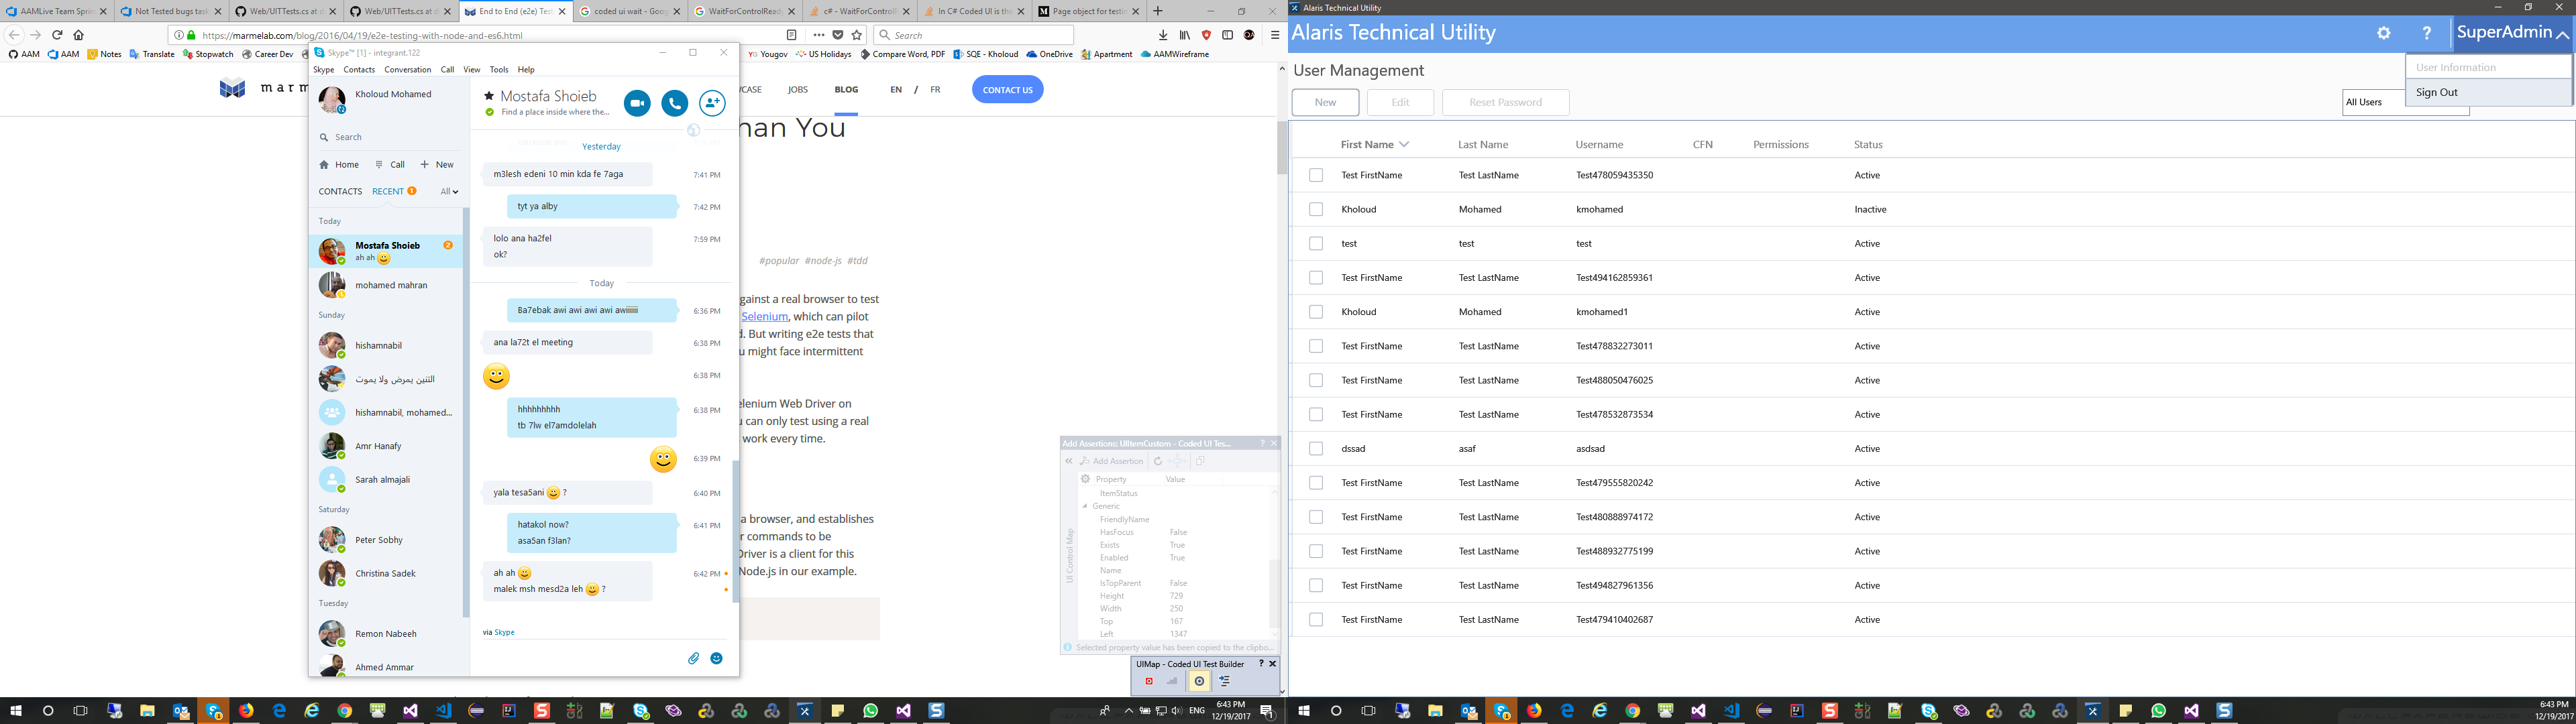 AAMLive Team Sprin
Not Tested bugs task
Web/UITTests.cs at d
Web/UITTests.cs at d
End to End (e2e) Test
coded ui wait - Goog
WaitForControlReady
c# - WaitForControlR
In C# Coded UI is the
Page object for testin
https://marmelab.com/blog/2016/04/19/e2e-testing-with-node-and-es6.html
Search
AAM
AAM
Notes
Translate
Stopwatch
Career Dev
Yougov
US Holidays
Compare Word, PDF
SQE - Kholoud
OneDrive
Apartment
AAMWireframe
marm
WCASE
JOBS
BLOG
EN / FR
CONTACT US
han You
#popular #node-js #tdd
gainst a real browser to test
Selenium, which can pilot
d. But writing e2e tests that
u might face intermittent
elenium Web Driver on
u can only test using a real
work every time.
a browser, and establishes
r commands to be
Driver is a client for this
Node.js in our example.
Skype™ [1] - integrant.122
Skype Contacts Conversation Call View Tools Help
Kholoud Mohamed
Search
Home Call New
CONTACTS RECENT 1 All
Today
Mostafa Shoieb 2
ah ah
mohamed mahran
Sunday
hishamnabil
التنين يمرض ولا يموت
hishamnabil, mohamed...
Amr Hanafy
Sarah almajali
Saturday
Peter Sobhy
Christina Sadek
Tuesday
Remon Nabeeh
Ahmed Ammar
Mostafa Shoieb
Find a place inside where the...
Yesterday
m3lesh edeni 10 min kda fe 7aga 7:41 PM
tyt ya alby 7:42 PM
lolo ana ha2fel 7:59 PM
ok?
Today
Ba7ebak awi awi awi awi awiiiiii 6:36 PM
ana la72t el meeting 6:38 PM
6:38 PM
hhhhhhhhh 6:38 PM
tb 7lw el7amdolelah
6:39 PM
yala tesa5ani ? 6:40 PM
hatakol now? 6:41 PM
asa5an f3lan?
ah ah 6:42 PM
malek msh mesd2a leh ?
via Skype
Add Assertions: UIItemCustom - Coded UI Tes...
Add Assertion
UI Control Map
Property Value
ItemStatus
Generic
FriendlyName
HasFocus False
Exists True
Enabled True
Name
IsTopParent False
Height 729
Width 250
Top 167
Left 1347
Selected property value has been copied to the clipbo...
UIMap - Coded UI Test Builder ?
ENG
6:43 PM
12/19/2017
Alaris Technical Utility
Alaris Technical Utility
? SuperAdmin
User Information
Sign Out
User Management
New Edit Reset Password
All Users
First Name Last Name Username CFN Permissions Status
Test FirstName Test LastName Test478059435350 Active
Kholoud Mohamed kmohamed Inactive
test test test Active
Test FirstName Test LastName Test494162859361 Active
Kholoud Mohamed kmohamed1 Active
Test FirstName Test LastName Test478832273011 Active
Test FirstName Test LastName Test488050476025 Active
Test FirstName Test LastName Test478532873534 Active
dssad asaf asdsad Active
Test FirstName Test LastName Test479555820242 Active
Test FirstName Test LastName Test480888974172 Active
Test FirstName Test LastName Test488932775199 Active
Test FirstName Test LastName Test494827961356 Active
Test FirstName Test LastName Test479410402687 Active
6:43 PM
12/19/2017